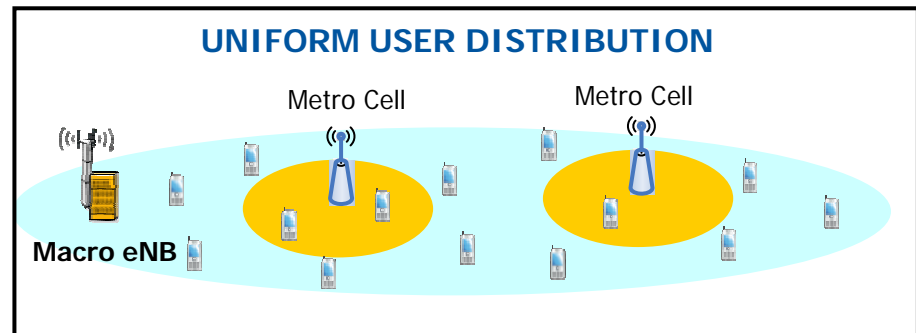 UNIFORM USER DISTRIBUTION
Metro Cell
Metro Cell
Macro eNB